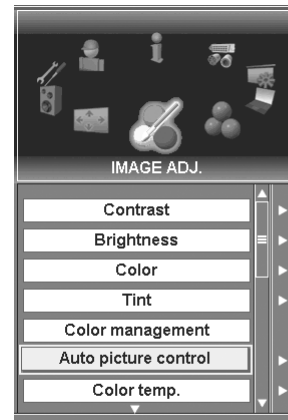 IMAGE ADJ.
Contrast
Brightness
Color
Tint
Color management
Auto picture control
Color temp.